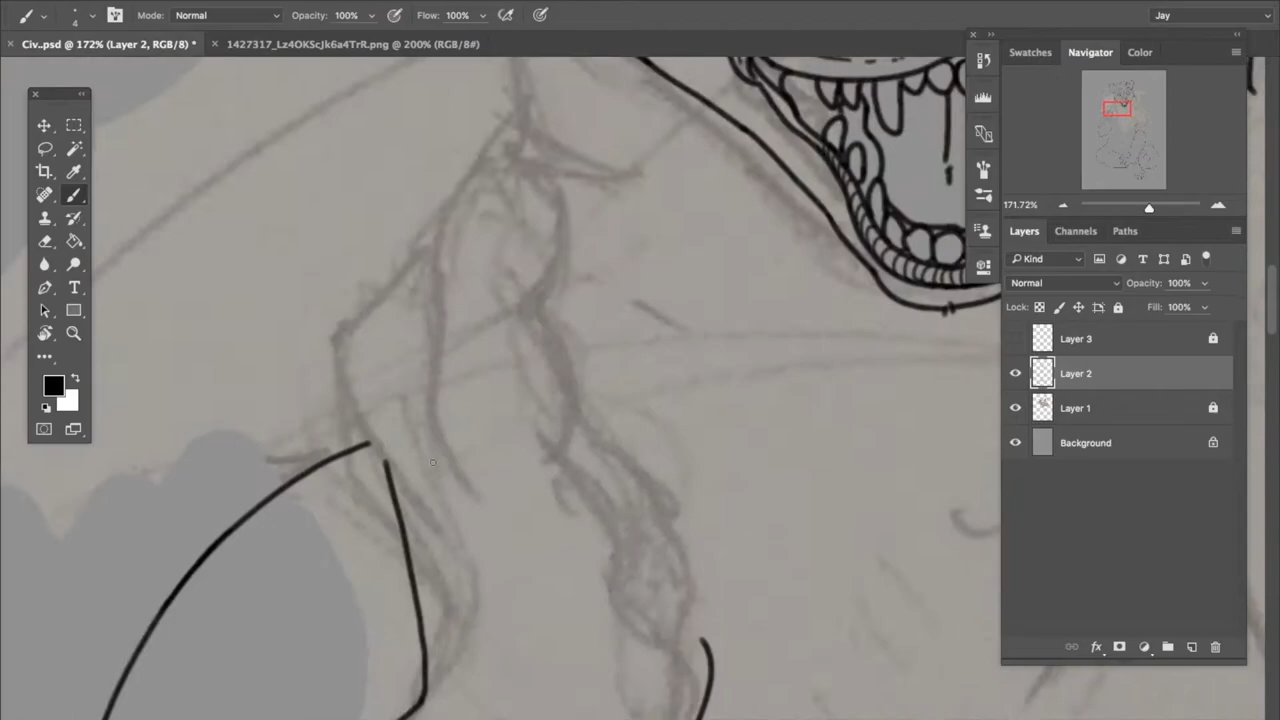 4 Mode: Normal Opacity: 100% Flow: 100% Jay
Civ.psd @ 172% (Layer 2, RGB/8) * 1427317_Lz4OKScJk6a4TrR.png @ 200% (RGB/8#)
Swatches Navigator Color
171.72%
Layers Channels Paths
Kind
Normal Opacity: 100%
Lock: Fill: 100%
Layer 3
Layer 2
Layer 1
Background
fx